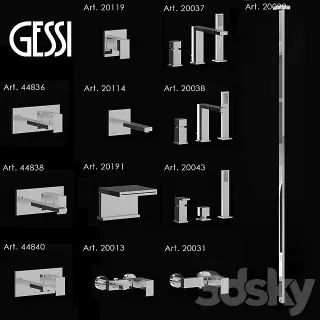 GESSI
Art. 20119
Art. 20037
Art. 44836
Art. 20114
Art. 20038
Art. 44838
Art. 20191
Art. 20043
Art. 44840
Art. 20013
Art. 20031
3dsky